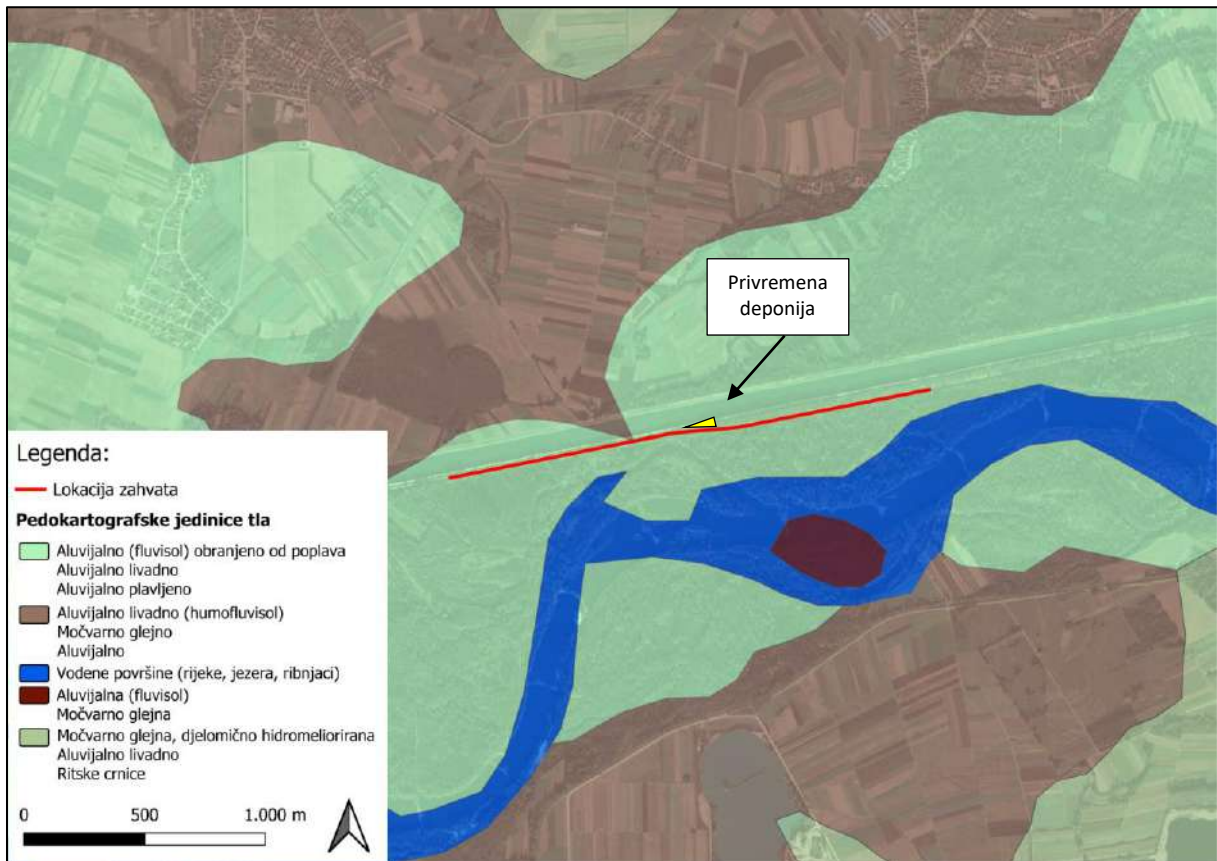 Privremena
deponija
Legenda:
Lokacija zahvata
Pedokartografske jedinice tla
Aluvijalno (fluvisol) obranjeno od poplava
Aluvijalno livadno
Aluvijalno plavljeno
Aluvijalno livadno (humofluvisol)
Močvarno glejno
Aluvijalno
Vodene površine (rijeke, jezera, ribnjaci)
Aluvijalna (fluvisol)
Močvarno glejna
Močvarno glejna, djelomično hidromeliorirana
Aluvijalno livadno
Ritske crnice
0 500 1.000 m